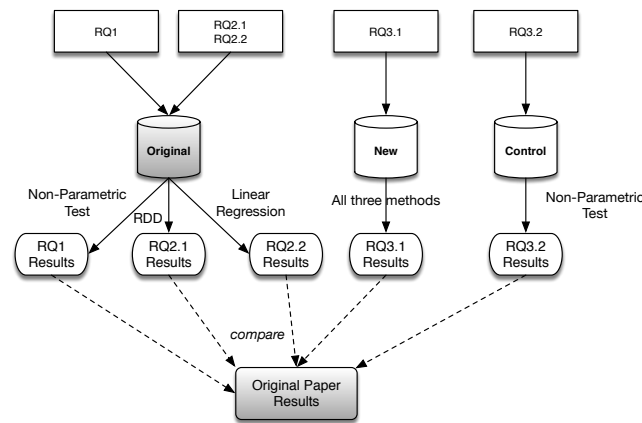 RQ1
RQ2.1
RQ2.2
RQ3.1
RQ3.2
Original
New
Control
Non-Parametric
Test
RDD
Linear
Regression
All three methods
Non-Parametric
Test
RQ1
Results
RQ2.1
Results
RQ2.2
Results
RQ3.1
Results
RQ3.2
Results
compare
Original Paper
Results